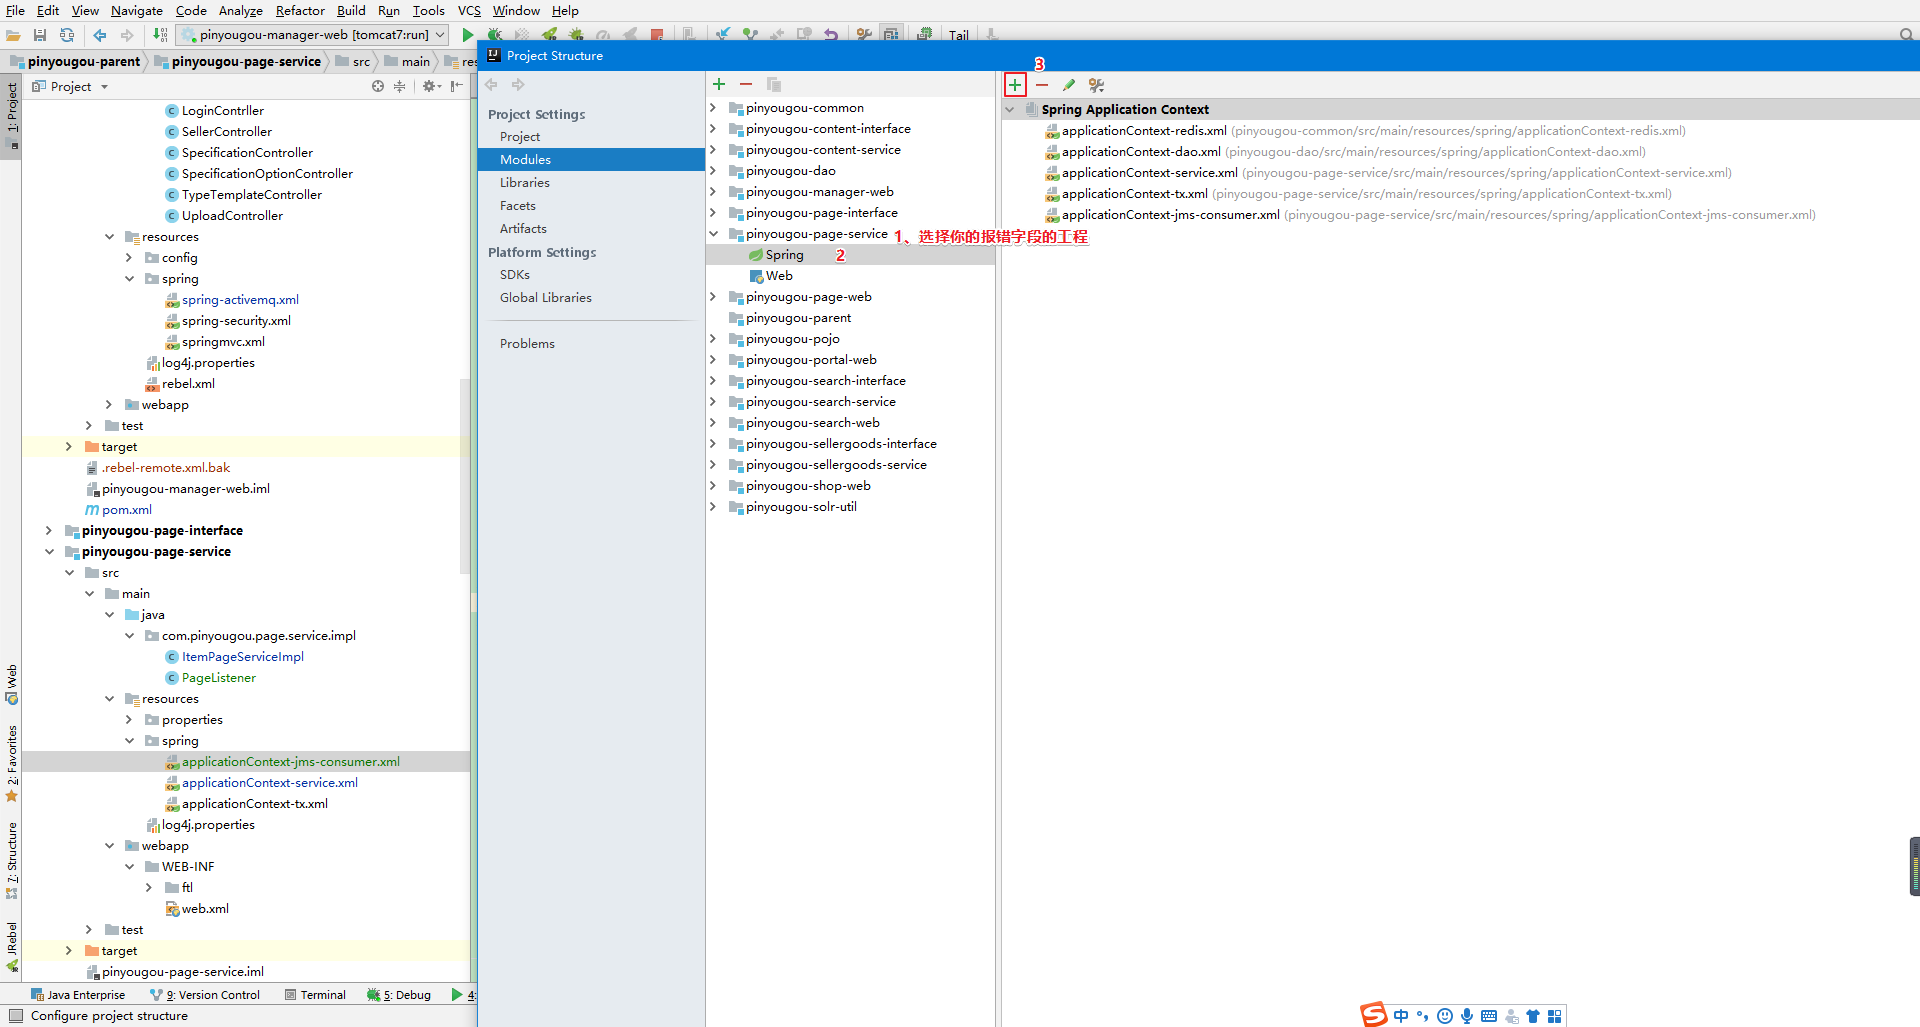 File Edit View Navigate Code Analyze Refactor Build Run Tools VCS Window Help
pinyougou-manager-web [tomcat7:run]
Tail
pinyougou-parent pinyougou-page-service src main res
Project
1: Project
LoginContrller
SellerController
SpecificationController
SpecificationOptionController
TypeTemplateController
UploadController
resources
config
spring
spring-activemq.xml
spring-security.xml
springmvc.xml
log4j.properties
rebel.xml
webapp
test
target
.rebel-remote.xml.bak
pinyougou-manager-web.iml
pom.xml
pinyougou-page-interface
pinyougou-page-service
src
main
java
com.pinyougou.page.service.impl
ItemPageServiceImpl
PageListener
resources
properties
spring
applicationContext-jms-consumer.xml
applicationContext-service.xml
applicationContext-tx.xml
log4j.properties
webapp
WEB-INF
ftl
web.xml
test
target
pinyougou-page-service.iml
Web
2: Favorites
7: Structure
JRebel
Java Enterprise 9: Version Control Terminal 5: Debug 4:
Configure project structure
Project Structure
Project Settings
Project
Modules
Libraries
Facets
Artifacts
Platform Settings
SDKs
Global Libraries
Problems
pinyougou-common
pinyougou-content-interface
pinyougou-content-service
pinyougou-dao
pinyougou-manager-web
pinyougou-page-interface
pinyougou-page-service
1、选择你的报错字段的工程
Spring
2
Web
pinyougou-page-web
pinyougou-parent
pinyougou-pojo
pinyougou-portal-web
pinyougou-search-interface
pinyougou-search-service
pinyougou-search-web
pinyougou-sellergoods-interface
pinyougou-sellergoods-service
pinyougou-shop-web
pinyougou-solr-util
3
Spring Application Context
applicationContext-redis.xml (pinyougou-common/src/main/resources/spring/applicationContext-redis.xml)
applicationContext-dao.xml (pinyougou-dao/src/main/resources/spring/applicationContext-dao.xml)
applicationContext-service.xml (pinyougou-page-service/src/main/resources/spring/applicationContext-service.xml)
applicationContext-tx.xml (pinyougou-page-service/src/main/resources/spring/applicationContext-tx.xml)
applicationContext-jms-consumer.xml (pinyougou-page-service/src/main/resources/spring/applicationContext-jms-consumer.xml)
中